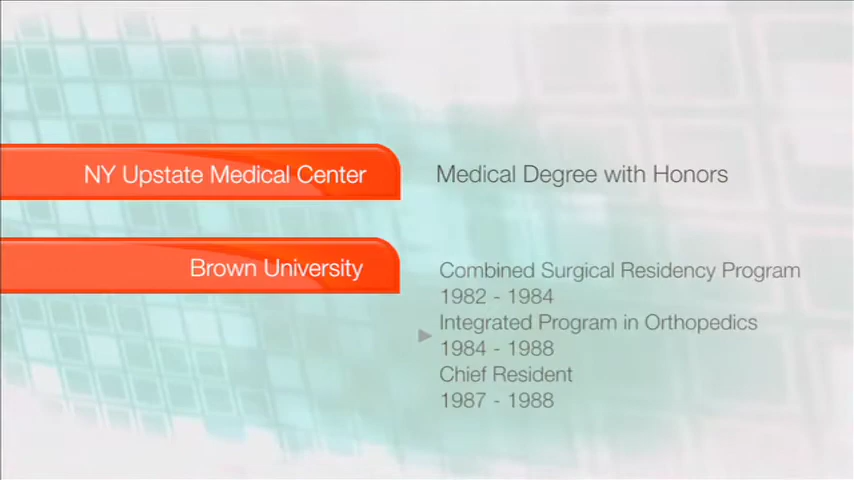 NY Upstate Medical Center
Medical Degree with Honors
Brown University
Combined Surgical Residency Program
1982 - 1984
Integrated Program in Orthopedics
1984 - 1988
Chief Resident
1987 - 1988